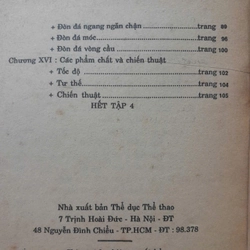 + Đòn đá ngang ngăn chặn ........ trang 89
+ Đòn đá móc ........ trang 96
+ Đòn đá vòng cầu ........ trang 100
Chương XVI : Các phẩm chất và chiến thuật
+ Tốc độ ........ trang 102
+ Tư thế ........ trang 104
+ Chiến thuật ........ trang 105
HẾT TẬP 4
Nhà xuất bản Thể dục Thể thao
7 Trịnh Hoài Đức - Hà Nội - ĐT
48 Nguyễn Đình Chiểu - TP.HCM - ĐT : 98.378